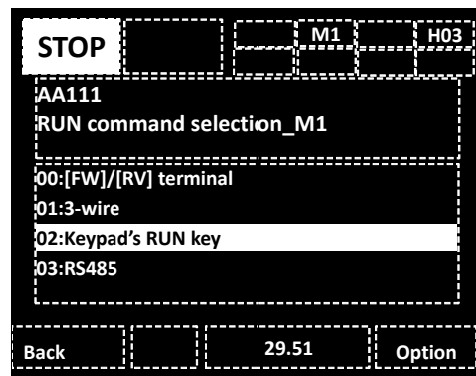 STOP M1 H03
AA111
RUN command selection_M1
00:[FW]/[RV] terminal
01:3-wire
02:Keypad's RUN key
03:RS485
Back 29.51 Option